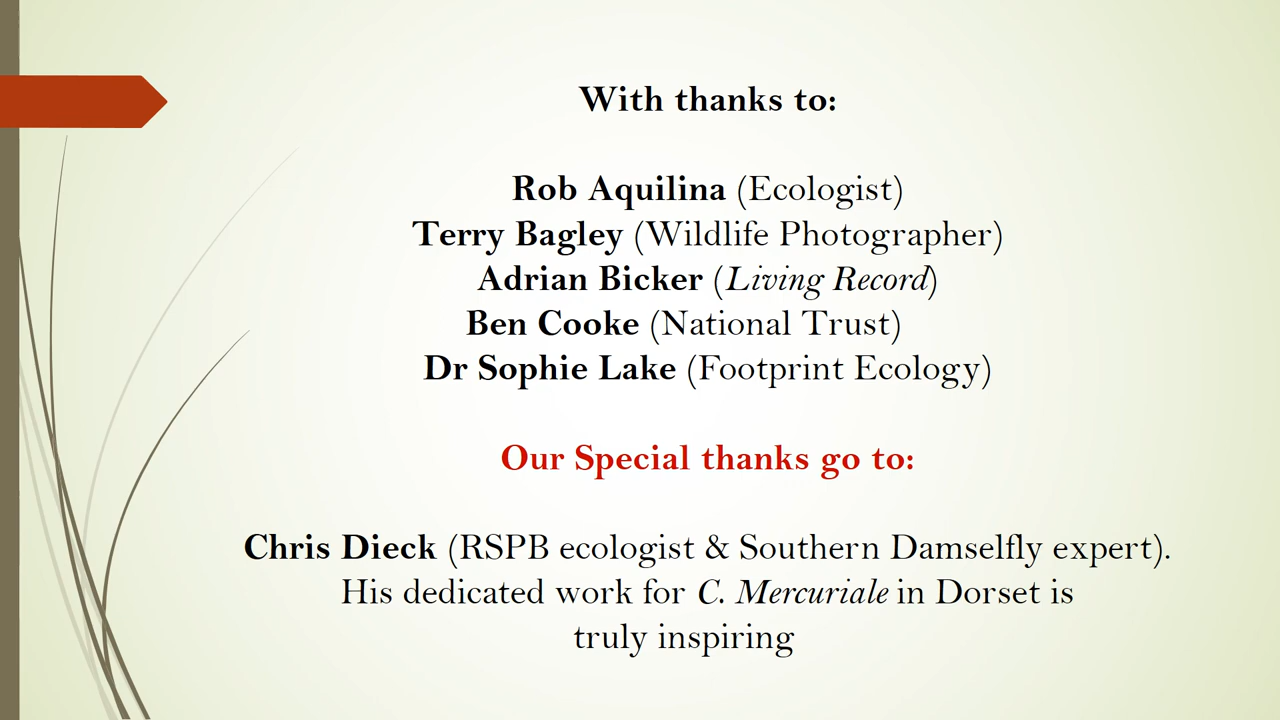 With thanks to:
Rob Aquilina (Ecologist)
Terry Bagley (Wildlife Photographer)
Adrian Bicker (Living Record)
Ben Cooke (National Trust)
Dr Sophie Lake (Footprint Ecology)
Our Special thanks go to:
Chris Dieck (RSPB ecologist & Southern Damselfly expert).
His dedicated work for C. Mercuriale in Dorset is
truly inspiring